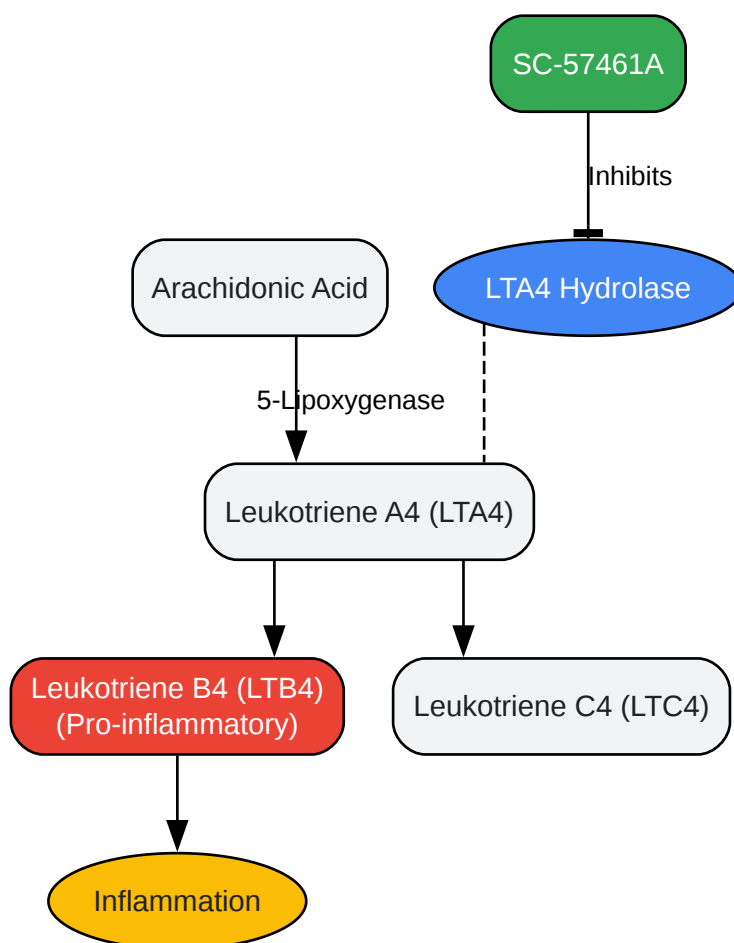 SC-57461A
Inhibits
Arachidonic Acid
LTA4 Hydrolase
5-Lipoxygenase
Leukotriene A4 (LTA4)
Leukotriene B4 (LTB4)
(Pro-inflammatory)
Leukotriene C4 (LTC4)
Inflammation